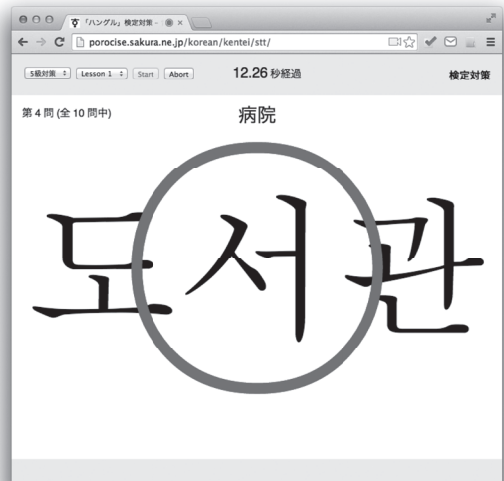 「ハングル」検定対策 -
porocise.sakura.ne.jp/korean/kentei/stt/
5級対策 Lesson 1 Start Abort 12.26 秒経過 検定対策
第 4 問 (全 10 問中) 病院
도서관